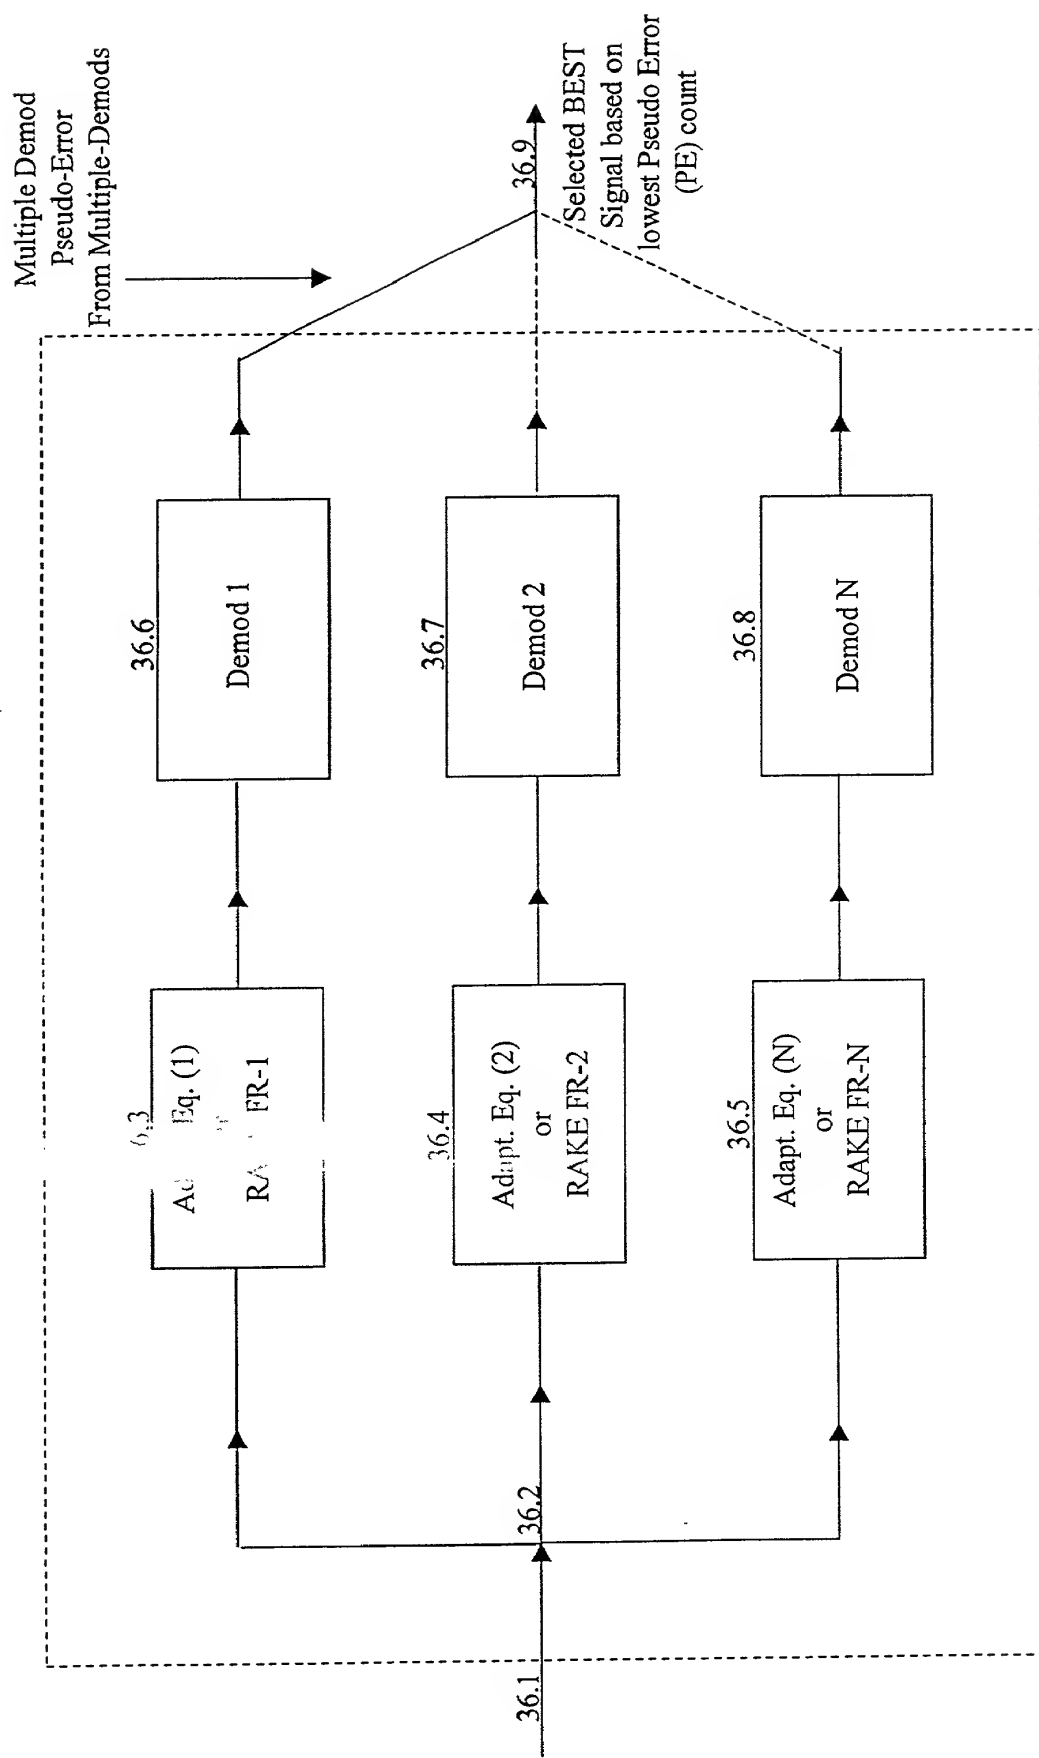 Multiple Demod
Pseudo-Error
From Multiple-Demods
36.6
Demod 1
Eq. (1)
FR-1
36.9
Selected BEST
Signal based on
lowest Pseudo Error
(PE) count
36.7
Demod 2
36.4
Adapt. Eq. (2)
or
RAKE FR-2
36.8
Demod N
36.5
Adapt. Eq. (N)
or
RAKE FR-N
36.2
36.1